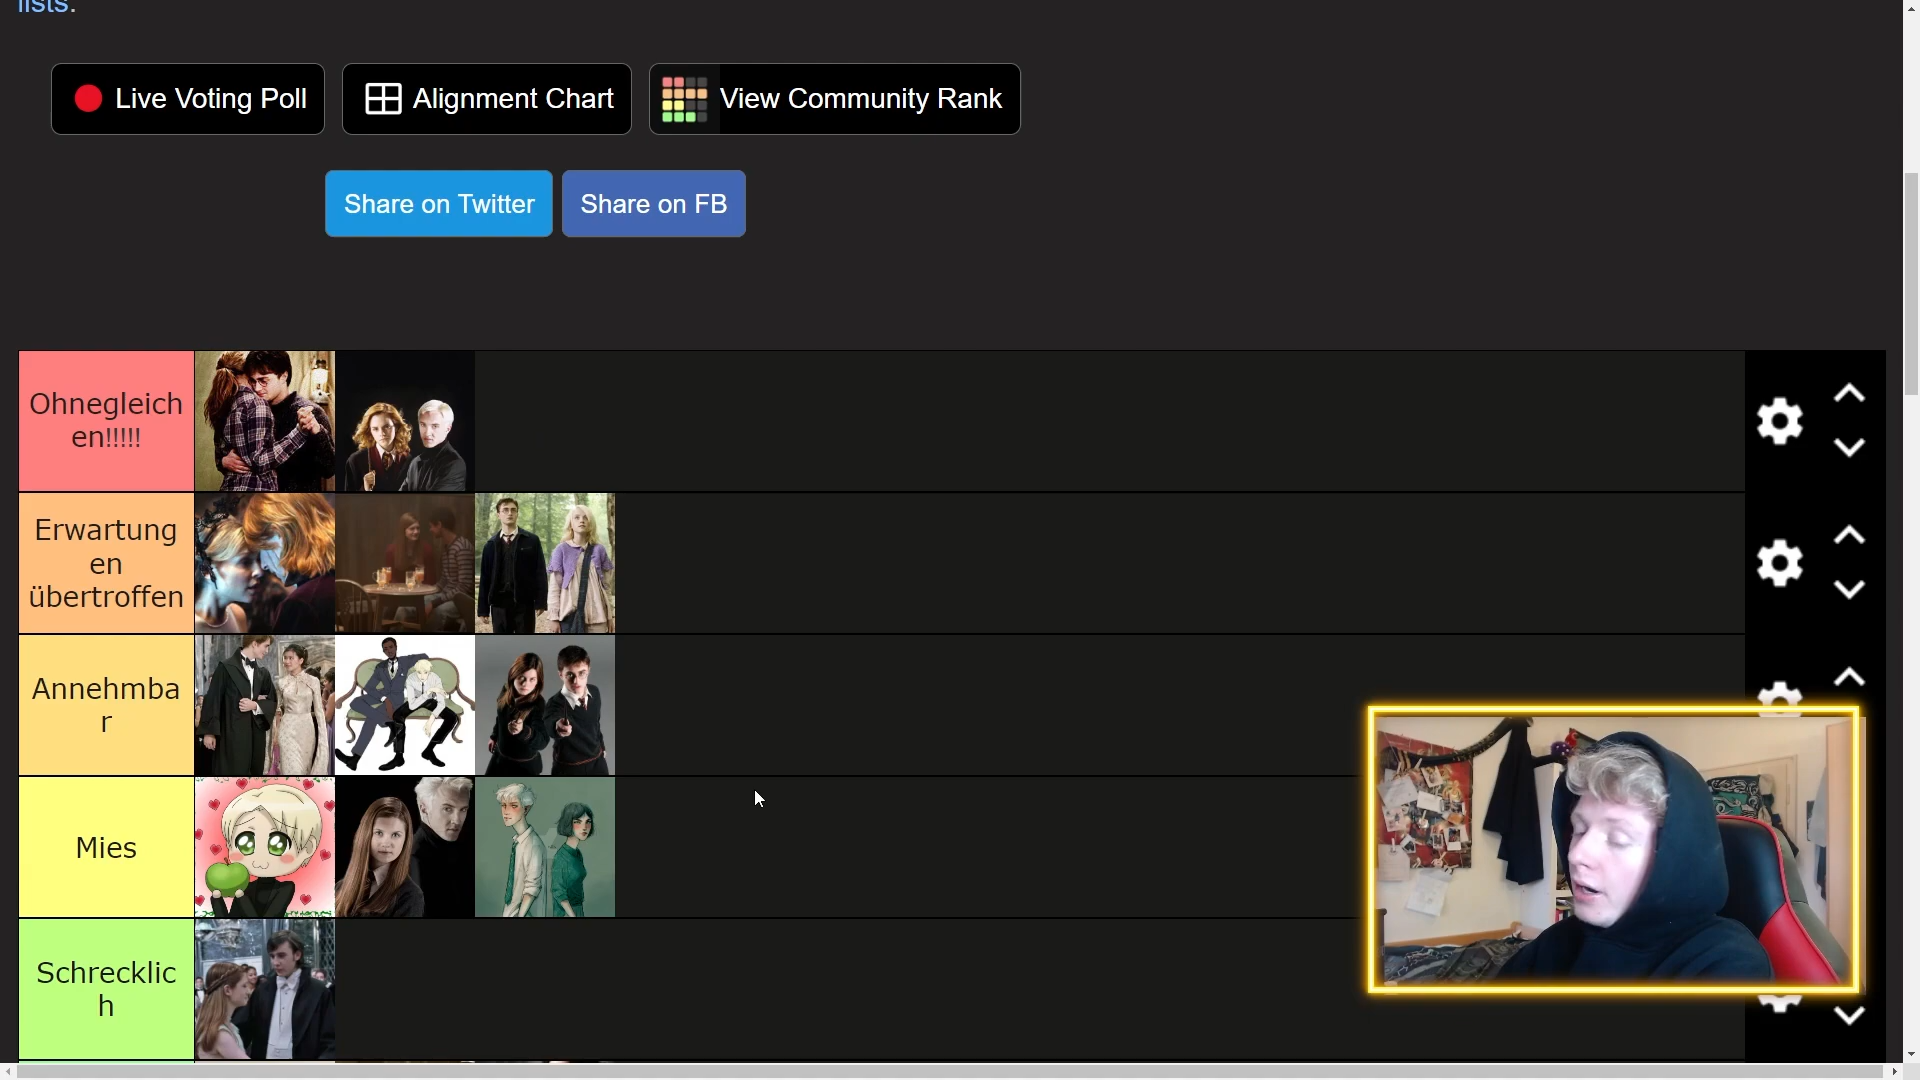 lists.
Live Voting Poll
Alignment Chart
View Community Rank
Share on Twitter
Share on FB
Ohnegleich
en!!!!!
Erwartung
en
übertroffen
Annehmba
r
Mies
Schrecklic
h